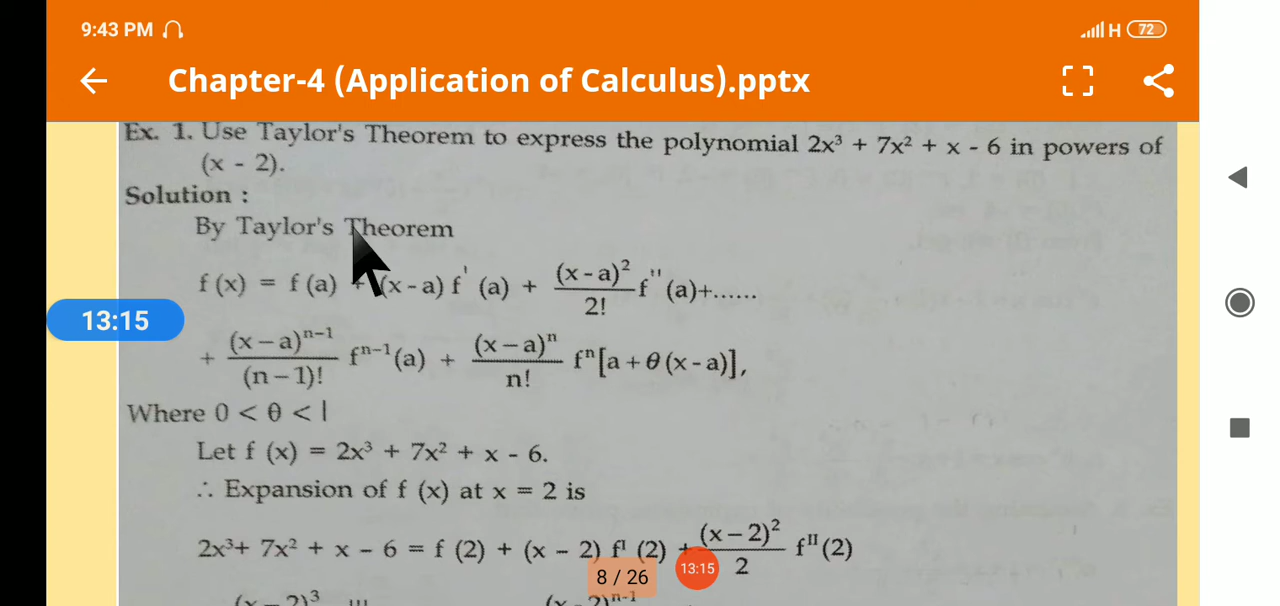 9:43 PM H 72
Chapter-4 (Application of Calculus).pptx
Ex. 1. Use Taylor's Theorem to express the polynomial 2x³ + 7x² + x - 6 in powers of
(x - 2).
Solution :
By Taylor's Theorem
f (x) = f (a) + (x - a) f' (a) + (x - a)²/2! f'' (a)+......
+ (x - a)ⁿ⁻¹/(n - 1)! fⁿ⁻¹(a) + (x - a)ⁿ/n! fⁿ[a + θ (x - a)],
13:15
Where 0 < θ < 1
Let f (x) = 2x³ + 7x² + x - 6.
∴ Expansion of f (x) at x = 2 is
2x³+ 7x² + x - 6 = f (2) + (x - 2) fᴵ (2) + (x - 2)²/2 fᴵᴵ (2)
8 / 26 13:15